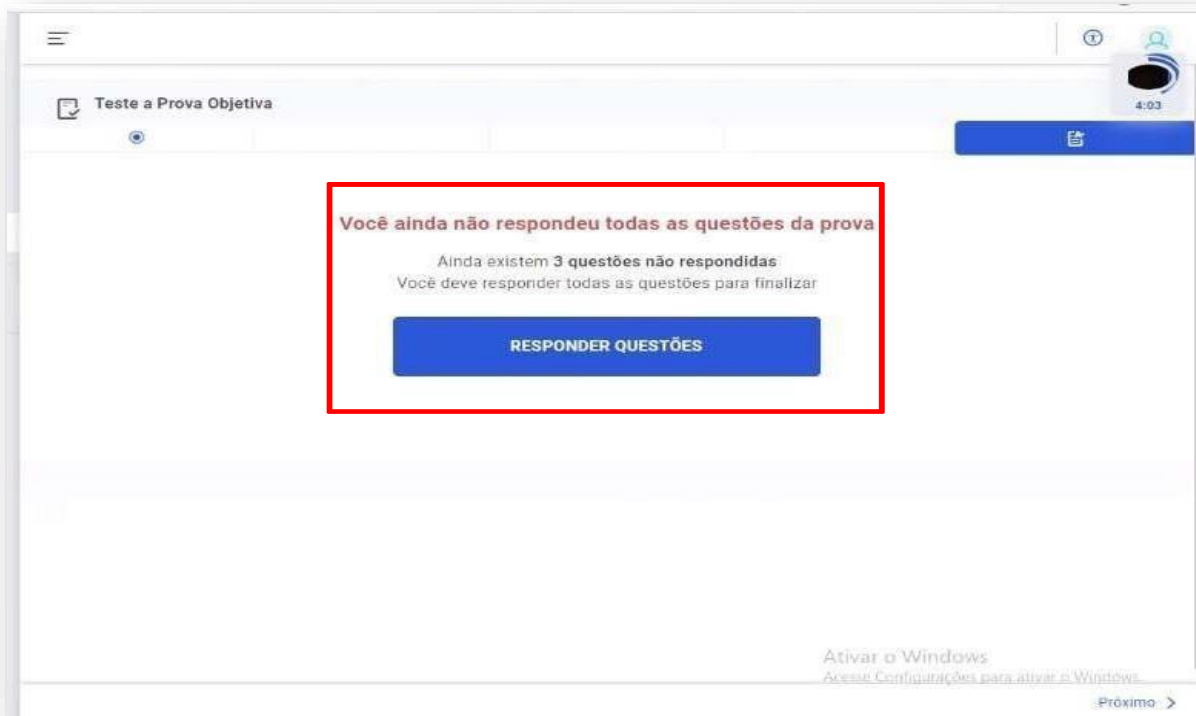 Teste a Prova Objetiva
4:03
Você ainda não respondeu todas as questões da prova
Ainda existem 3 questões não respondidas
Você deve responder todas as questões para finalizar
RESPONDER QUESTÕES
Ativar o Windows
Acesse Configurações para ativar o Windows.
Próximo